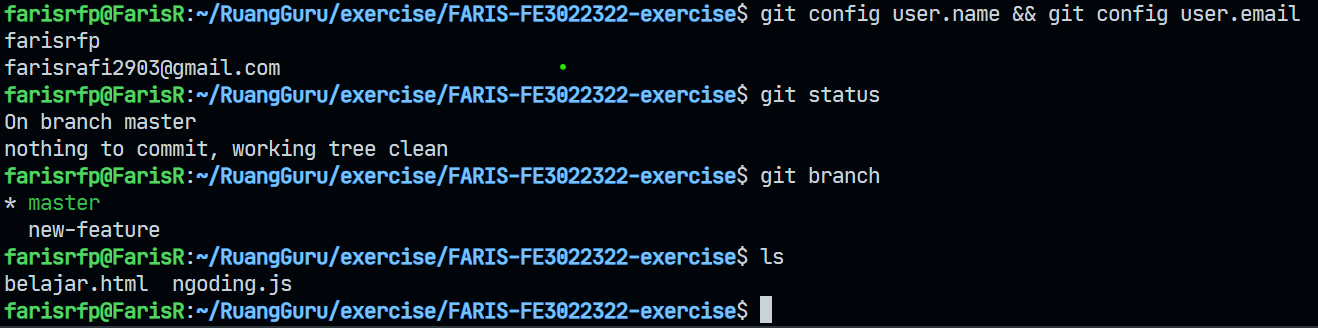 farisrfp@FarisR:~/RuangGuru/exercise/FARIS-FE3022322-exercise$ git config user.name && git config user.email
farisrfp
farisrafi2903@gmail.com
farisrfp@FarisR:~/RuangGuru/exercise/FARIS-FE3022322-exercise$ git status
On branch master
nothing to commit, working tree clean
farisrfp@FarisR:~/RuangGuru/exercise/FARIS-FE3022322-exercise$ git branch
* master
  new-feature
farisrfp@FarisR:~/RuangGuru/exercise/FARIS-FE3022322-exercise$ ls
belajar.html  ngoding.js
farisrfp@FarisR:~/RuangGuru/exercise/FARIS-FE3022322-exercise$